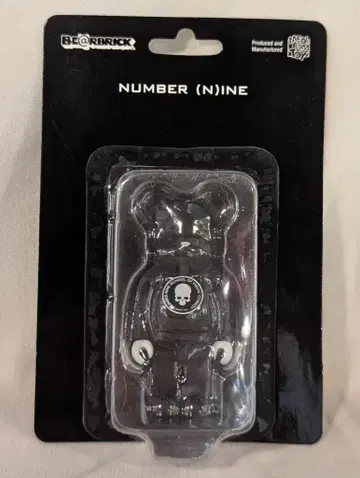 BE@RBRICK
Produced and
Manufactured
NUMBER (N)INE